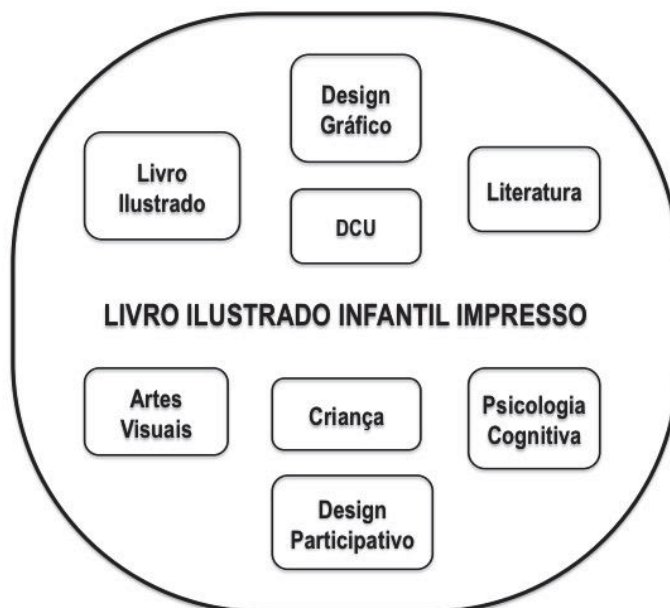 Design
Gráfico
Livro
Ilustrado
Literatura
DCU
LIVRO ILUSTRADO INFANTIL IMPRESSO
Artes
Visuais
Criança
Psicologia
Cognitiva
Design
Participativo